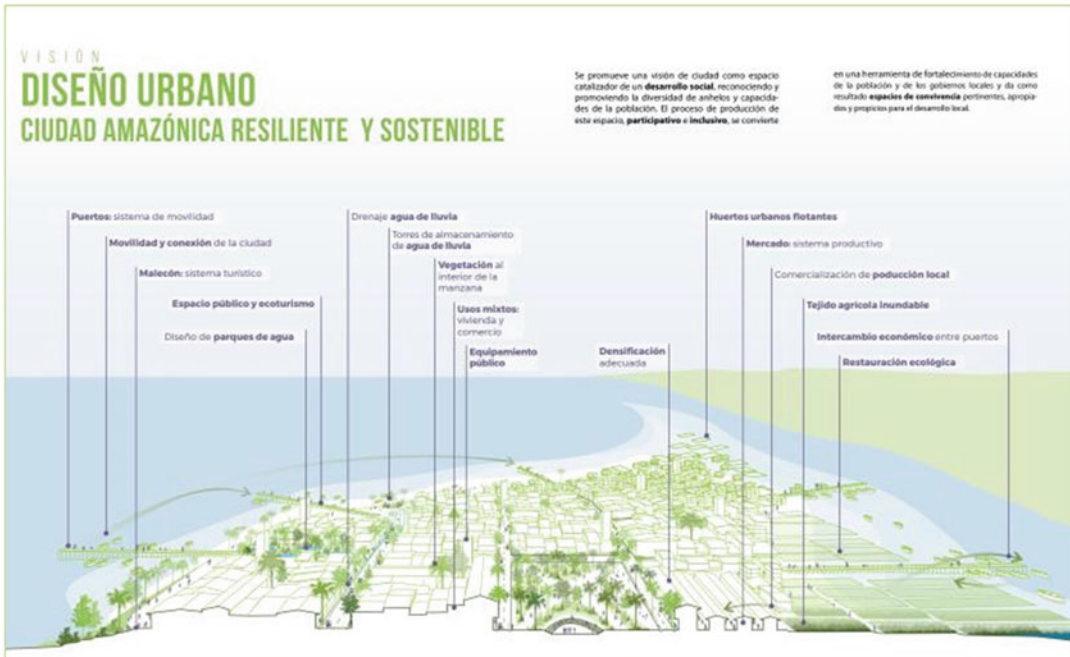 VISIÓN
DISEÑO URBANO
CIUDAD AMAZÓNICA RESILIENTE Y SOSTENIBLE
Se promueve una visión de ciudad como espacio
catalizador de un desarrollo social, reconociendo y
promoviendo la diversidad de anhelos y capacida-
des de la población. El proceso de producción de
este espacio, participativo e inclusivo, se convierte
en una herramienta de fortalecimiento de capacidades
de la población y de los gobiernos locales y da como
resultado espacios de convivencia pertinentes, apropia-
dos y propicios para el desarrollo local.
Puertos: sistema de movilidad
Movilidad y conexión de la ciudad
Malecón: sistema turístico
Espacio público y ecoturismo
Diseño de parques de agua
Drenaje agua de lluvia
Torres de almacenamiento
de agua de lluvia
Vegetación al
interior de la
manzana
Usos mixtos:
vivienda y
comercio
Equipamiento
público
Densificación
adecuada
Huertos urbanos flotantes
Mercado: sistema productivo
Comercialización de poducción local
Tejido agrícola inundable
Intercambio económico entre puertos
Restauración ecológica